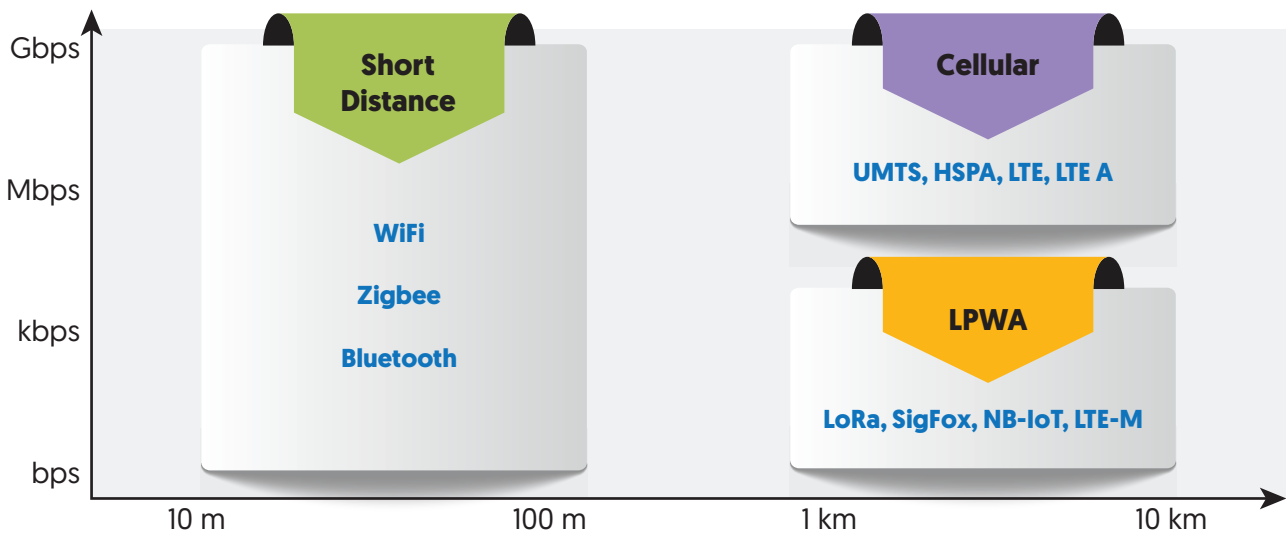 Gbps
Mbps
kbps
bps
Short
Distance
WiFi
Zigbee
Bluetooth
Cellular
UMTS, HSPA, LTE, LTE A
LPWA
LoRa, SigFox, NB-IoT, LTE-M
10 m
100 m
1 km
10 km